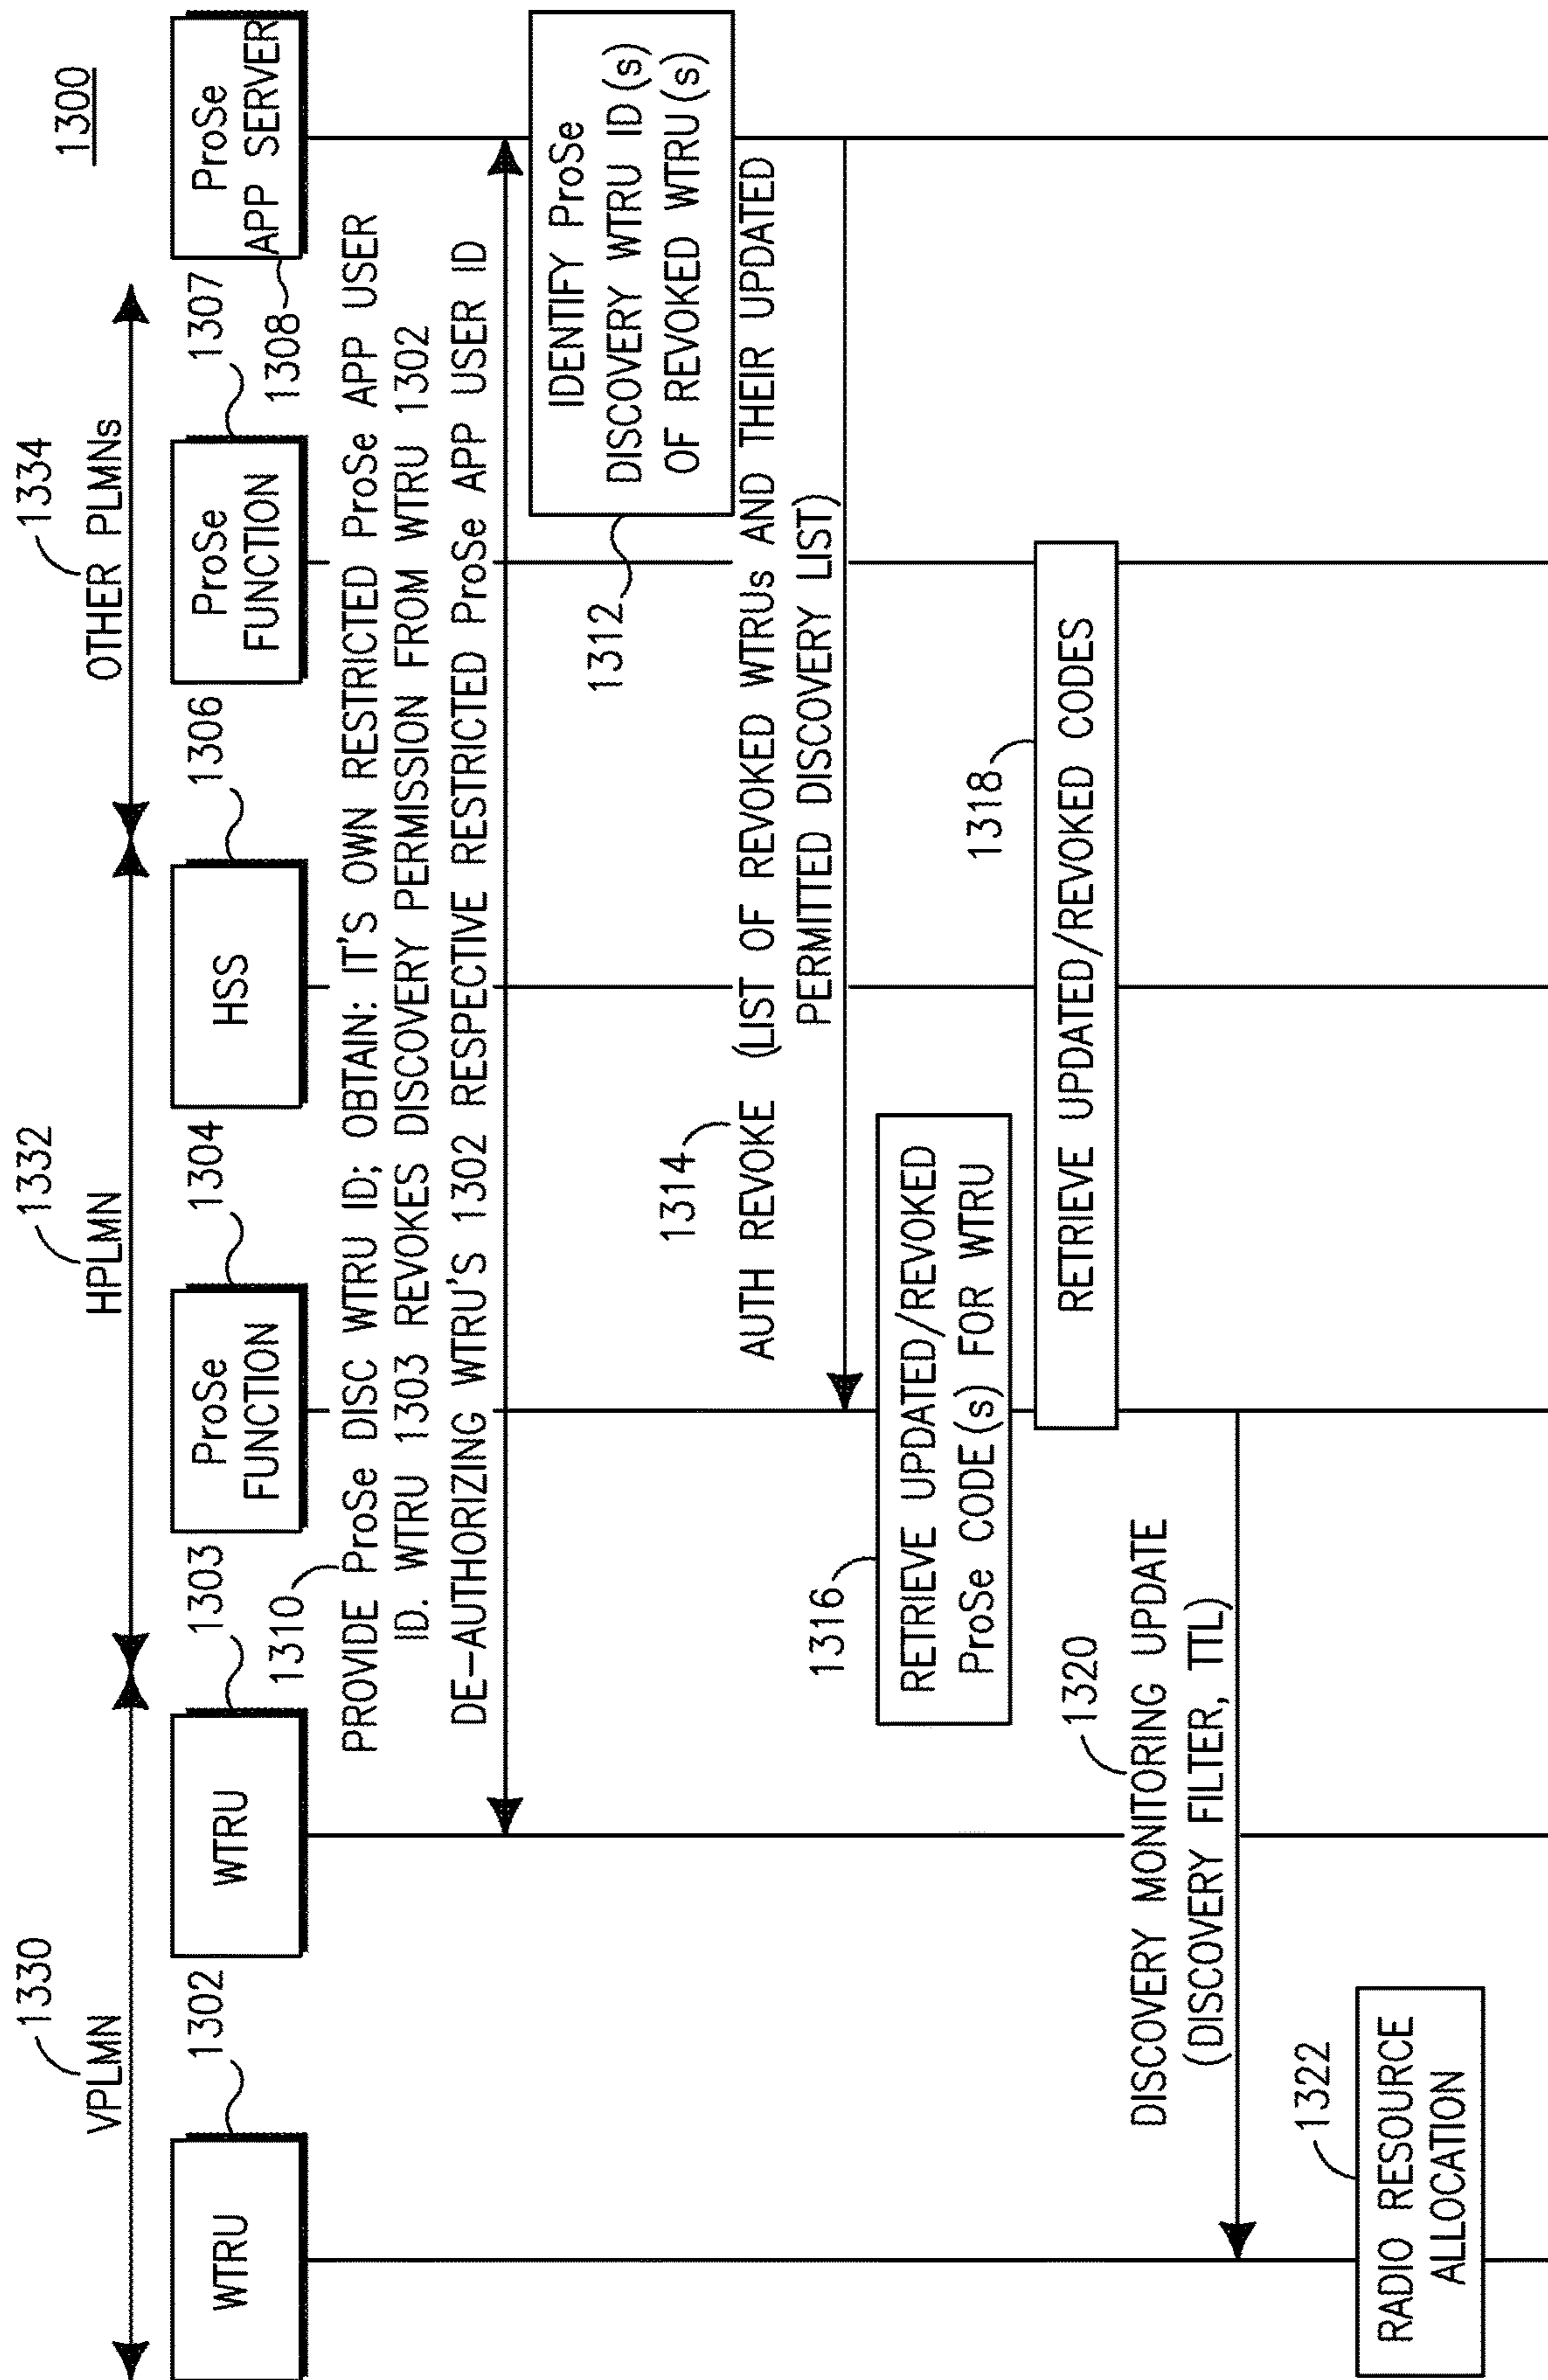 1300
1330
1332
1334
VPLMN
HPLMN
OTHER PLMNs
WTRU
1302
WTRU
1303
ProSe
FUNCTION
1304
HSS
1306
ProSe
FUNCTION
1307
ProSe
APP SERVER
1308
1310
PROVIDE ProSe DISC WTRU ID; OBTAIN: IT'S OWN RESTRICTED ProSe APP USER
ID. WTRU 1303 REVOKES DISCOVERY PERMISSION FROM WTRU 1302
DE-AUTHORIZING WTRU'S 1302 RESPECTIVE RESTRICTED ProSe APP USER ID
IDENTIFY ProSe
DISCOVERY WTRU ID(s)
OF REVOKED WTRU(s)
1312
1314
AUTH REVOKE (LIST OF REVOKED WTRUs AND THEIR UPDATED
PERMITTED DISCOVERY LIST)
1316
RETRIEVE UPDATED/REVOKED
ProSe CODE(s) FOR WTRU
1318
RETRIEVE UPDATED/REVOKED CODES
1320
DISCOVERY MONITORING UPDATE
(DISCOVERY FILTER, TTL)
1322
RADIO RESOURCE
ALLOCATION